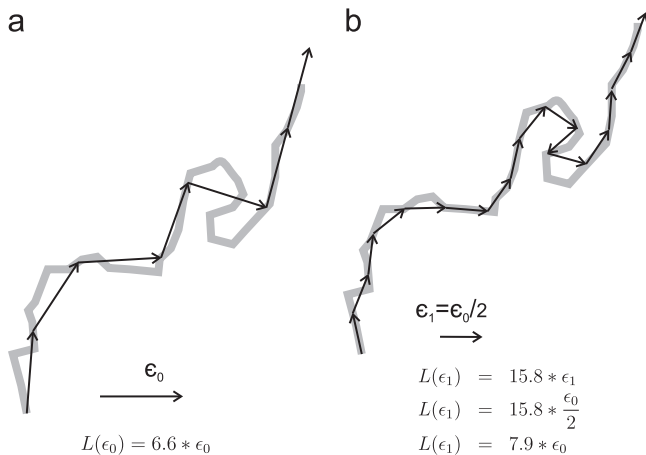 a
b
ϵ₀
L(ϵ₀) = 6.6 * ϵ₀
ϵ₁=ϵ₀/2
L(ϵ₁) = 15.8 * ϵ₁
L(ϵ₁) = 15.8 * ϵ₀/2
L(ϵ₁) = 7.9 * ϵ₀